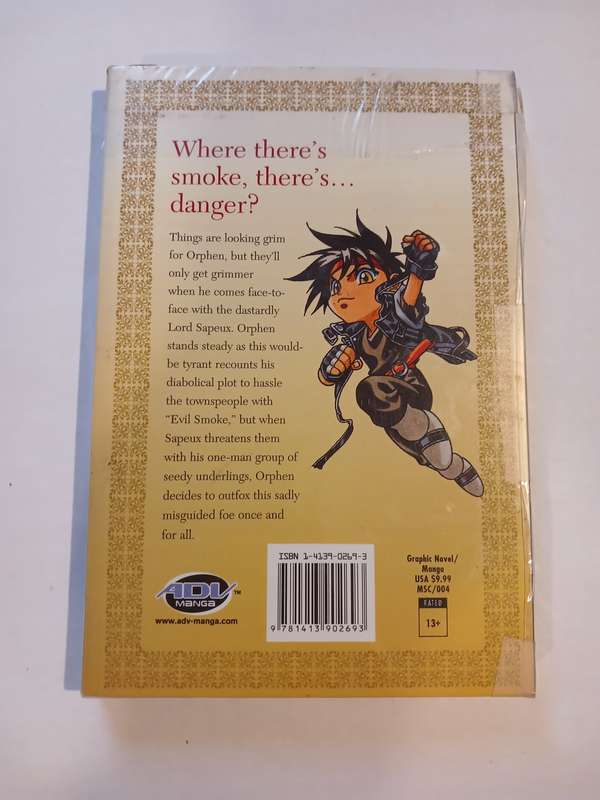 Where there's
smoke, there's...
danger?
Things are looking grim
for Orphen, but they'll
only get grimmer
when he comes face-to-
face with the dastardly
Lord Sapeux. Orphen
stands steady as this would-
be tyrant recounts his
diabolical plot to hassle
the townspeople with
"Evil Smoke," but when
Sapeux threatens them
with his one-man group of
seedy underlings, Orphen
decides to outfox this sadly
misguided foe once and
for all.
ADV
MANGA
™
www.adv-manga.com
ISBN 1-4139-0269-3
9 781413 902693
Graphic Novel/
Manga
USA $9.99
MSC/004
RATED
13+